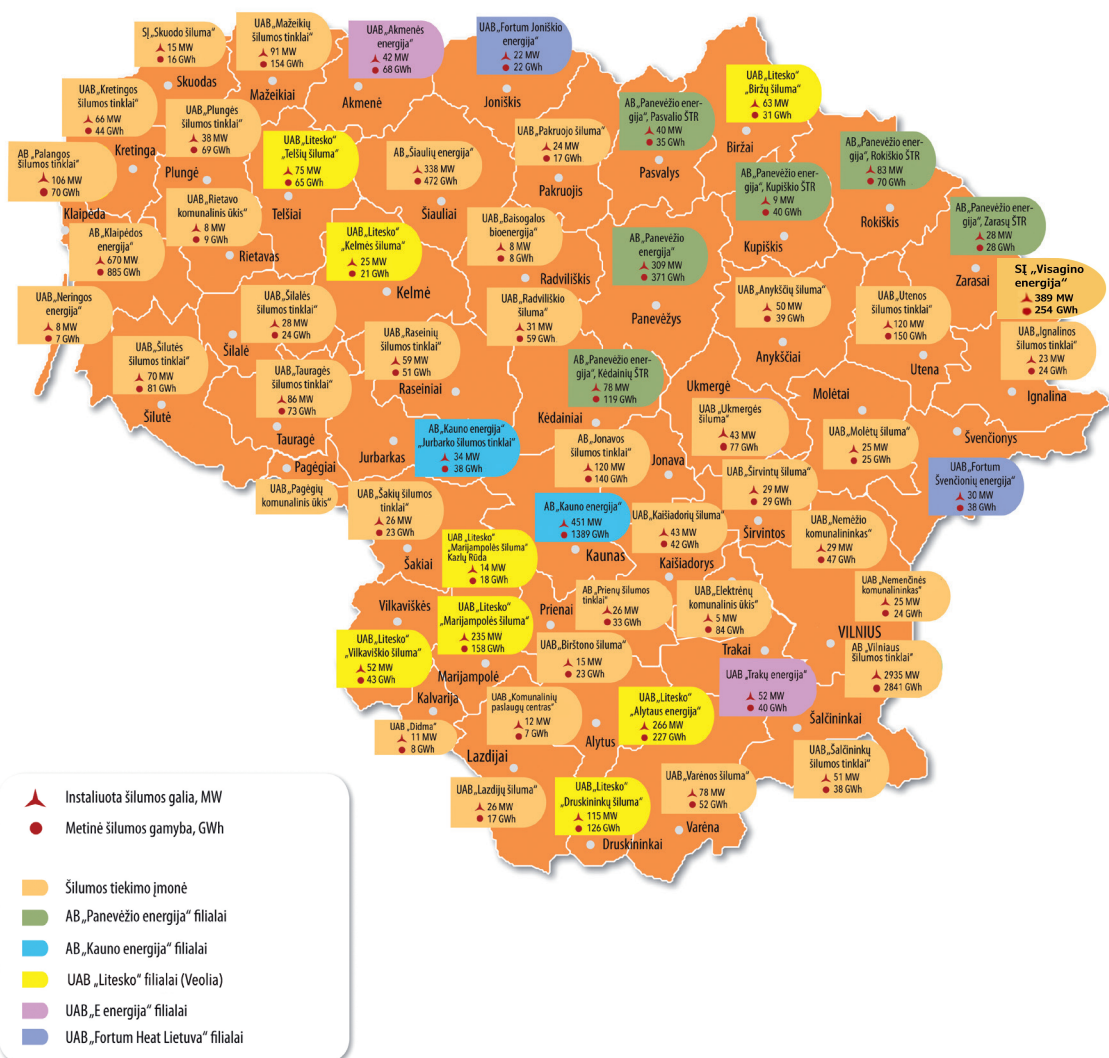 SĮ „Skuodo šiluma“
15 MW
16 GWh
Skuodas
UAB „Mažeikių
šilumos tinklai“
91 MW
154 GWh
Mažeikiai
UAB „Akmenės
energija“
42 MW
68 GWh
Akmenė
UAB „Fortum Joniškio
energija“
22 MW
22 GWh
Joniškis
UAB „Litesko“
„Biržų šiluma“
63 MW
31 GWh
Biržai
UAB „Kretingos
šilumos tinklai“
66 MW
44 GWh
Kretinga
UAB „Plungės
šilumos tinklai“
38 MW
69 GWh
Plungė
UAB „Litesko“
„Telšių šiluma“
75 MW
65 GWh
Telšiai
AB „Šiaulių energija“
338 MW
472 GWh
Šiauliai
UAB „Pakruojo šiluma“
24 MW
17 GWh
Pakruojis
AB „Panevėžio ener-
gija“, Pasvalio ŠTR
40 MW
35 GWh
Pasvalys
AB „Panevėžio ener-
gija“, Rokiškio ŠTR
83 MW
70 GWh
Rokiškis
AB „Panevėžio ener-
gija“, Kupiškio ŠTR
9 MW
40 GWh
Kupiškis
AB „Panevėžio ener-
gija“, Zarasų ŠTR
28 MW
28 GWh
Zarasai
AB „Palangos
šilumos tinklai“
106 MW
70 GWh
Klaipėda
AB „Klaipėdos
energija“
670 MW
885 GWh
UAB „Rietavo
komunalinis ūkis“
8 MW
9 GWh
Rietavas
UAB „Litesko“
„Kelmės šiluma“
25 MW
21 GWh
Kelmė
UAB „Baisogalos
bioenergija“
8 MW
8 GWh
Radviliškis
AB „Panevėžio
energija“
309 MW
371 GWh
Panevėžys
SĮ „Visagino
energija“
389 MW
254 GWh
UAB „Neringos
energija“
8 MW
7 GWh
UAB „Šilalės
šilumos tinklai“
28 MW
24 GWh
Šilalė
UAB „Radviliškio
šiluma“
31 MW
59 GWh
UAB „Anykščių šiluma“
50 MW
39 GWh
Anykščiai
UAB „Utenos
šilumos tinklai“
120 MW
150 GWh
Utena
UAB „Ignalinos
šilumos tinklai“
23 MW
24 GWh
Ignalina
UAB „Šilutės
šilumos tinklai“
70 MW
81 GWh
Šilutė
UAB „Tauragės
šilumos tinklai“
86 MW
73 GWh
Tauragė
UAB „Raseinių
šilumos tinklai“
59 MW
51 GWh
Raseiniai
AB „Panevėžio ener-
gija“, Kėdainių ŠTR
78 MW
119 GWh
Kėdainiai
Ukmergė
UAB „Ukmergės
šiluma“
43 MW
77 GWh
Molėtai
UAB „Molėtų šiluma“
25 MW
25 GWh
Švenčionys
UAB „Fortum
Švenčionių energija“
30 MW
38 GWh
Pagėgiai
UAB „Pagėgių
komunalinis ūkis“
Jurbarkas
AB „Kauno energija“
„Jurbarko šilumos tinklai“
34 MW
38 GWh
AB „Jonavos
šilumos tinklai“
120 MW
140 GWh
Jonava
UAB „Širvintų šiluma“
29 MW
29 GWh
Širvintos
UAB „Šakių šilumos
tinklai“
26 MW
23 GWh
Šakiai
AB „Kauno energija“
451 MW
1389 GWh
Kaunas
UAB „Kaišiadorių šiluma“
43 MW
42 GWh
Kaišiadorys
UAB „Nemėžio
komunalininkas“
29 MW
47 GWh
UAB „Litesko“
„Marijampolės šiluma“
Kazlų Rūda
14 MW
18 GWh
UAB „Nemenčinės
komunalininkas“
25 MW
24 GWh
Vilkaviškės
UAB „Litesko“
„Vilkaviškio šiluma“
52 MW
43 GWh
UAB „Litesko“
„Marijampolės šiluma“
235 MW
158 GWh
Marijampolė
Prienai
AB „Prienų šilumos
tinklai“
26 MW
33 GWh
UAB „Elektrėnų
komunalinis ūkis“
5 MW
84 GWh
VILNIUS
AB „Vilniaus
šilumos tinklai“
2935 MW
2841 GWh
UAB „Birštono šiluma“
15 MW
23 GWh
Trakai
UAB „Trakų energija“
52 MW
40 GWh
Kalvarija
UAB „Didma“
11 MW
8 GWh
UAB „Komunalinių
paslaugų centras“
12 MW
7 GWh
Alytus
UAB „Litesko“
„Alytaus energija“
266 MW
227 GWh
Šalčininkai
UAB „Šalčininkų
šilumos tinklai“
51 MW
38 GWh
Lazdijai
UAB „Lazdijų šiluma“
26 MW
17 GWh
UAB „Litesko“
„Druskininkų šiluma“
115 MW
126 GWh
Druskininkai
UAB „Varėnos šiluma“
78 MW
52 GWh
Varėna
Instaliuota šilumos galia, MW
Metinė šilumos gamyba, GWh
Šilumos tiekimo įmonė
AB „Panevėžio energija“ filialai
AB „Kauno energija“ filialai
UAB „Litesko“ filialai (Veolia)
UAB „E energija“ filialai
UAB „Fortum Heat Lietuva“ filialai